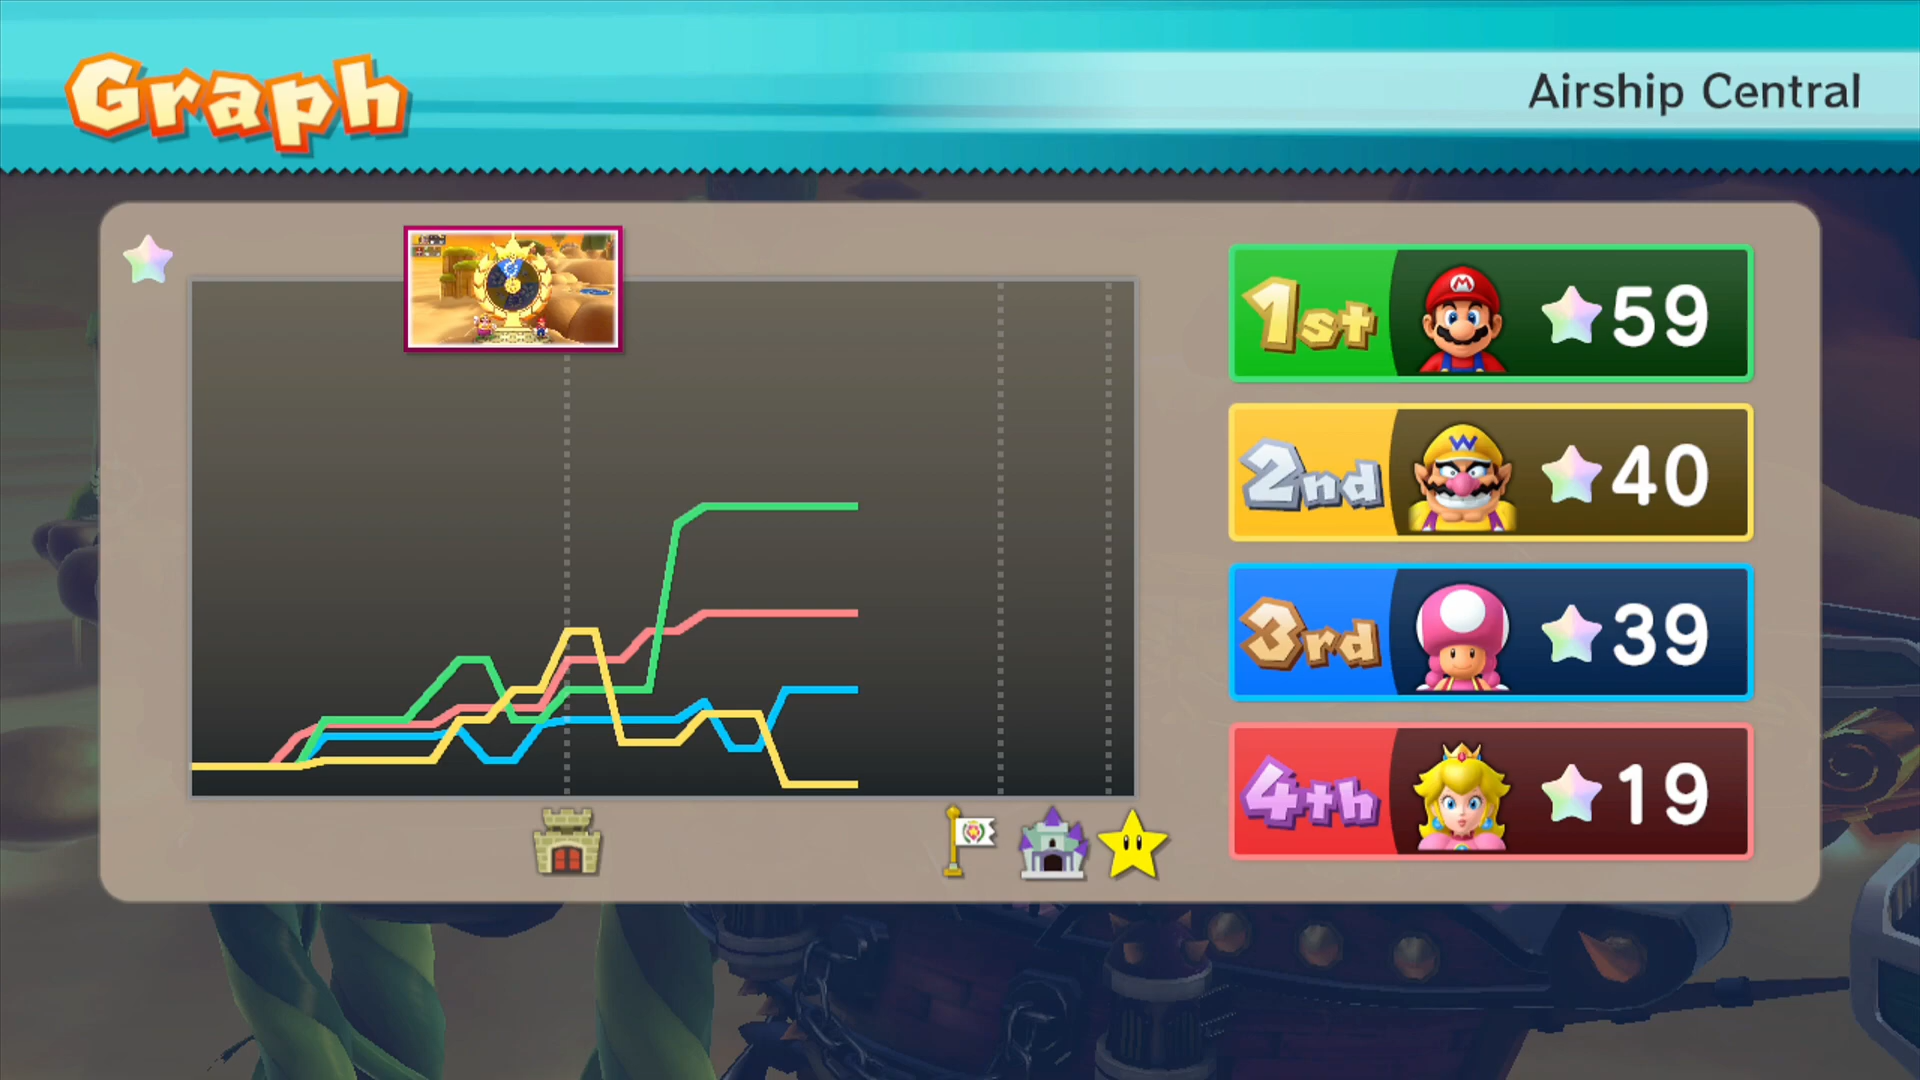 Graph
Airship Central
1st 59
2nd 40
3rd 39
4th 19